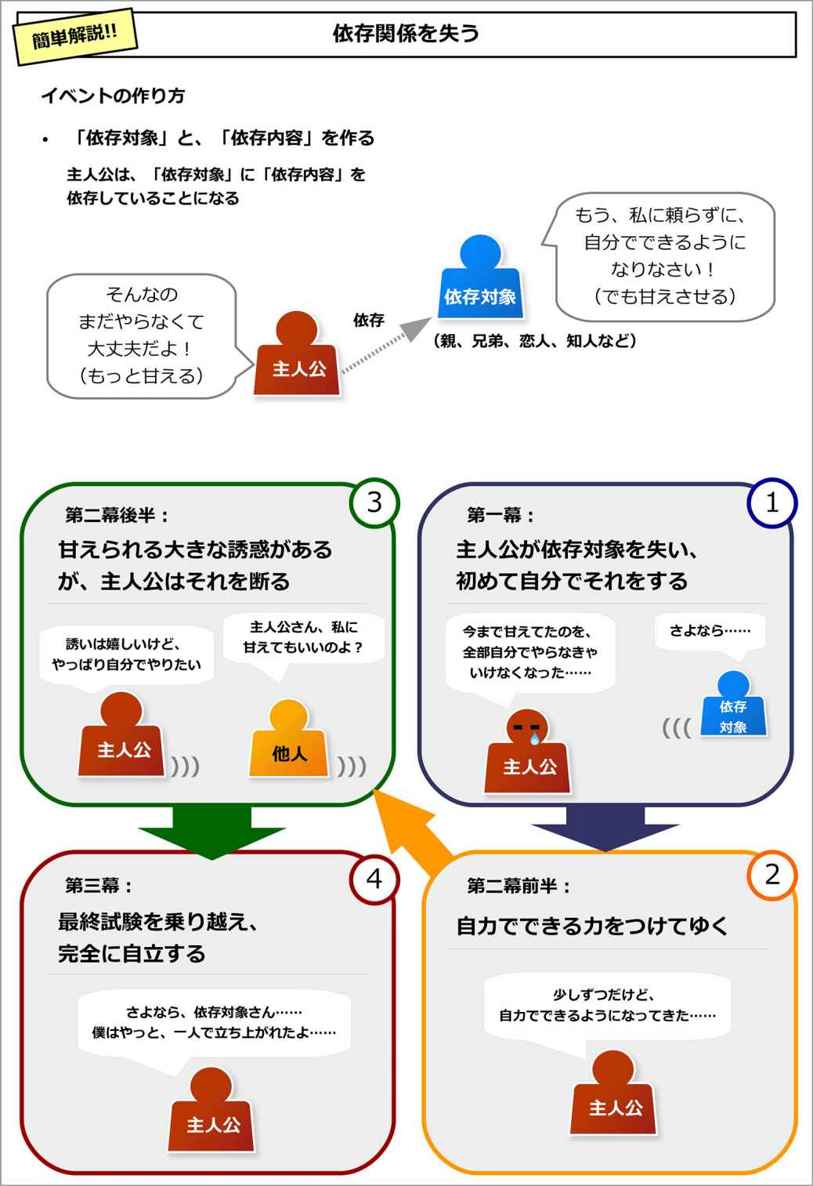 簡単解説!!
依存関係を失う
イベントの作り方
• 「依存対象」と、「依存内容」を作る
主人公は、「依存対象」に「依存内容」を
依存していることになる
もう、私に頼らずに、
自分でできるように
なりなさい！
（でも甘えさせる）
依存対象
（親、兄弟、恋人、知人など）
依存
そんなの
まだやらなくて
大丈夫だよ！
（もっと甘える）
主人公
1
第一幕：
主人公が依存対象を失い、
初めて自分でそれをする
さよなら……
今まで甘えてたのを、
全部自分でやらなきゃ
いけなくなった……
依存
対象
(((
主人公
2
第二幕前半：
自力でできる力をつけてゆく
少しずつだけど、
自力でできるようになってきた……
主人公
3
第二幕後半：
甘えられる大きな誘惑がある
が、主人公はそれを断る
主人公さん、私に
甘えてもいいのよ？
誘いは嬉しいけど、
やっぱり自分でやりたい
主人公
)))
他人
)))
4
第三幕：
最終試験を乗り越え、
完全に自立する
さよなら、依存対象さん……
僕はやっと、一人で立ち上がれたよ……
主人公